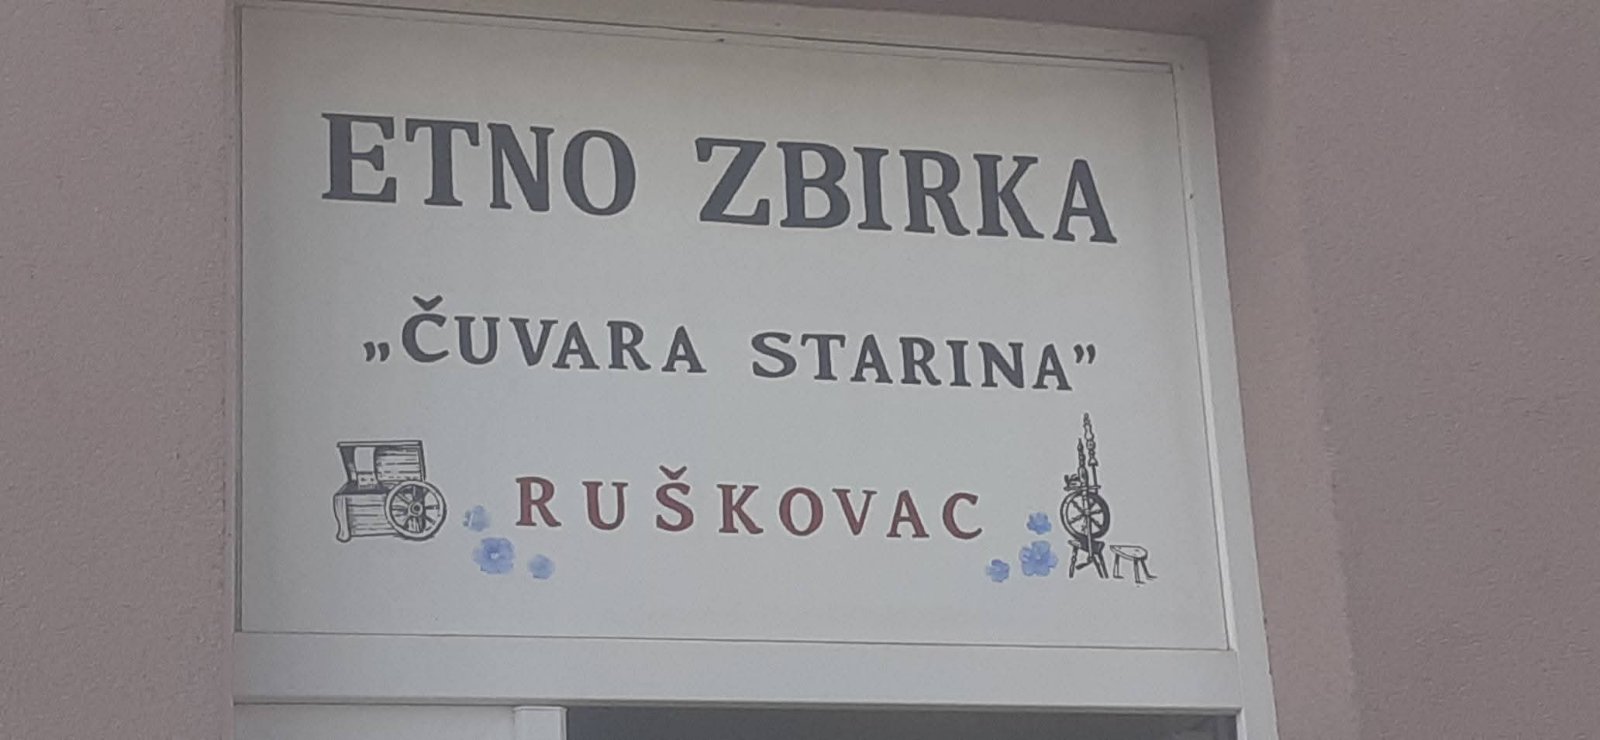 ETNO ZBIRKA
„ČUVARA STARINA”
RUŠKOVAC